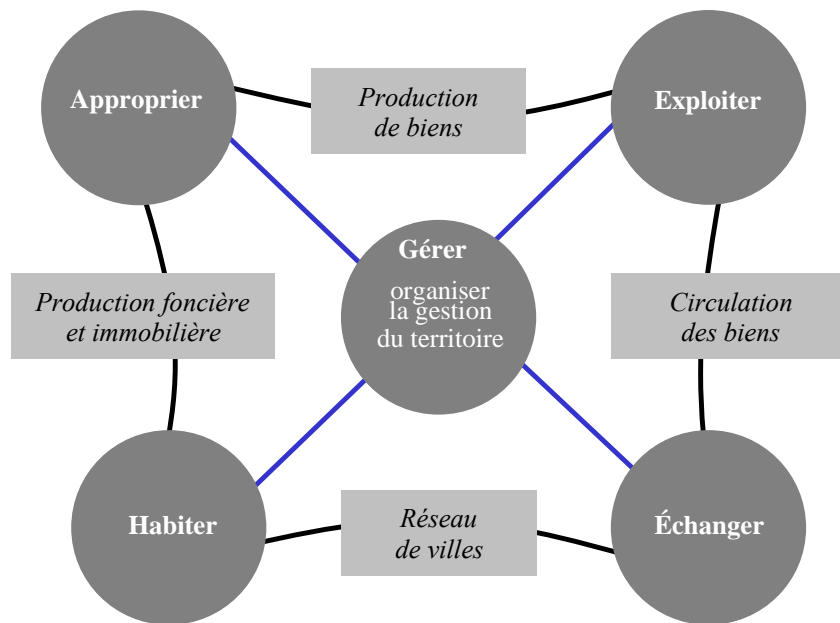 Approprier
Production
de biens
Exploiter
Gérer
organiser
la gestion
du territoire
Production foncière
et immobilière
Circulation
des biens
Habiter
Réseau
de villes
Échanger